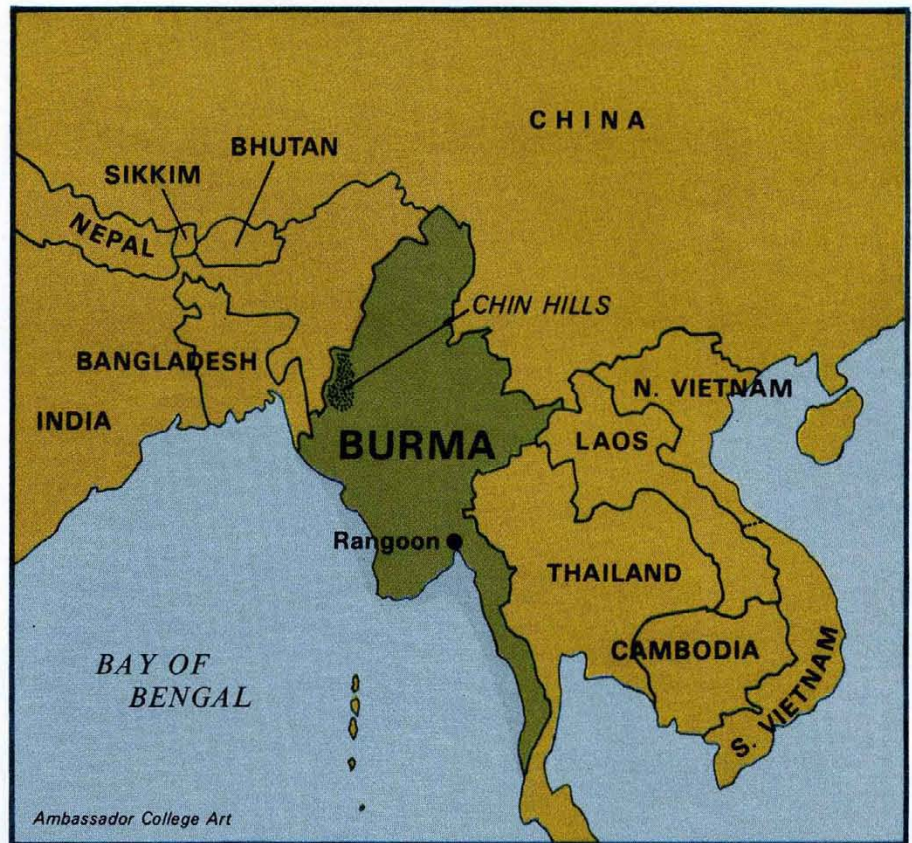 CHINA
BHUTAN
SIKKIM
NEPAL
CHIN HILLS
BANGLADESH
N. VIETNAM
INDIA
BURMA
LAOS
Rangoon
THAILAND
CAMBODIA
BAY OF
BENGAL
S. VIETNAM
Ambassador College Art